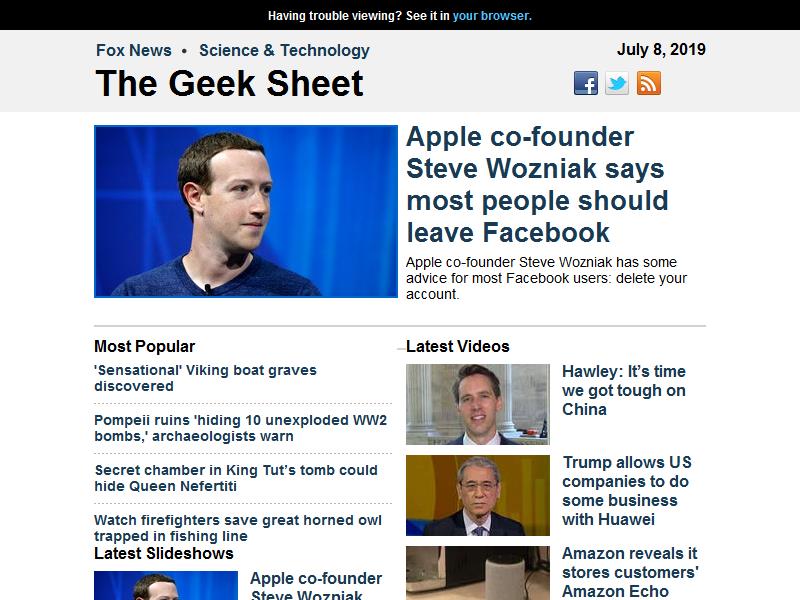 Having trouble viewing? See it in your browser.
Fox News • Science & Technology
July 8, 2019
The Geek Sheet
Apple co-founder
Steve Wozniak says
most people should
leave Facebook
Apple co-founder Steve Wozniak has some
advice for most Facebook users: delete your
account.
Most Popular
'Sensational' Viking boat graves
discovered
Pompeii ruins 'hiding 10 unexploded WW2
bombs,' archaeologists warn
Secret chamber in King Tut’s tomb could
hide Queen Nefertiti
Watch firefighters save great horned owl
trapped in fishing line
Latest Slideshows
Apple co-founder
Steve Wozniak
Latest Videos
Hawley: It’s time
we got tough on
China
Trump allows US
companies to do
some business
with Huawei
Amazon reveals it
stores customers'
Amazon Echo